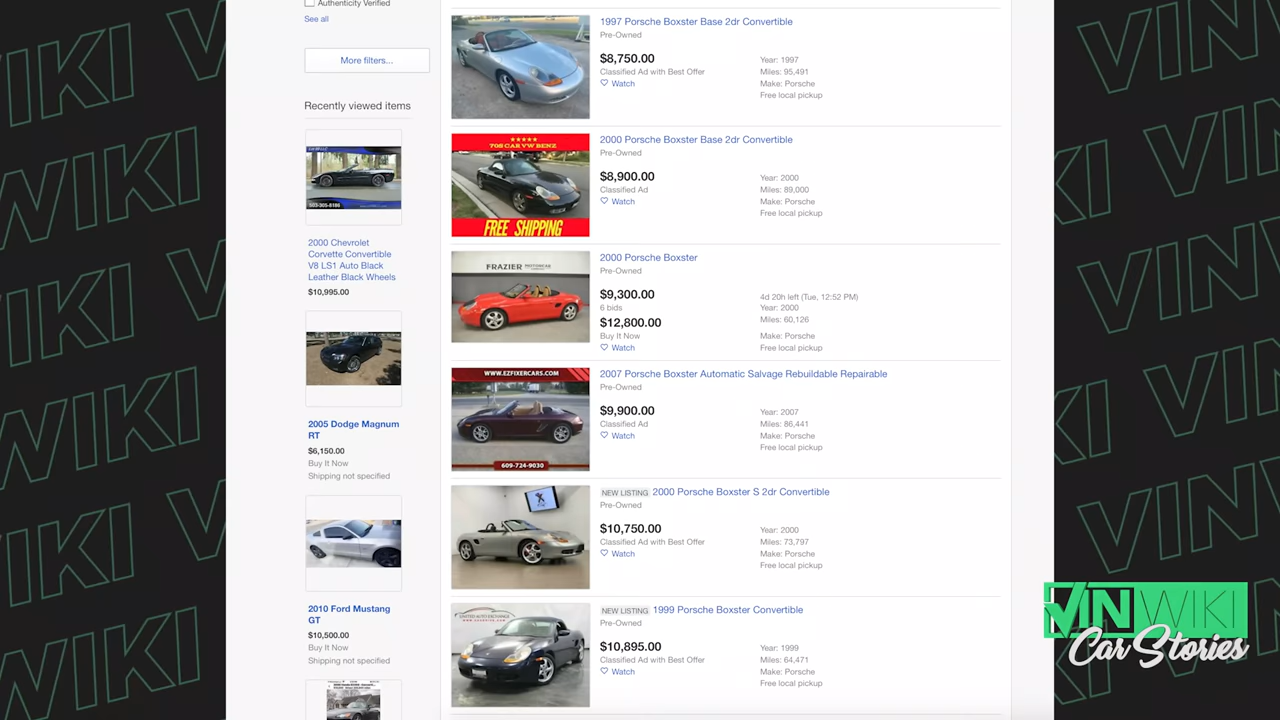 Authenticity Verified
See all
More filters...
Recently viewed items
503-305-8186
2000 Chevrolet
Corvette Convertible
V8 LS1 Auto Black
Leather Black Wheels
$10,995.00
2005 Dodge Magnum
RT
$6,150.00
Buy It Now
Shipping not specified
2010 Ford Mustang
GT
$10,500.00
Buy It Now
Shipping not specified
1997 Porsche Boxster Base 2dr Convertible
Pre-Owned
$8,750.00
Classified Ad with Best Offer
Watch
Year: 1997
Miles: 95,491
Make: Porsche
Free local pickup
70S CAR VW BENZ
FREE SHIPPING
2000 Porsche Boxster Base 2dr Convertible
Pre-Owned
$8,900.00
Classified Ad
Watch
Year: 2000
Miles: 89,000
Make: Porsche
Free local pickup
FRAZIER MOTORCAR
2000 Porsche Boxster
Pre-Owned
$9,300.00
6 bids
$12,800.00
Buy It Now
Watch
4d 20h left (Tue, 12:52 PM)
Year: 2000
Miles: 60,126
Make: Porsche
Free local pickup
WWW.EZFIXERCARS.COM
609-724-9030
2007 Porsche Boxster Automatic Salvage Rebuildable Repairable
Pre-Owned
$9,900.00
Classified Ad
Watch
Year: 2007
Miles: 86,441
Make: Porsche
Free local pickup
NEW LISTING 2000 Porsche Boxster S 2dr Convertible
Pre-Owned
$10,750.00
Classified Ad with Best Offer
Watch
Year: 2000
Miles: 73,797
Make: Porsche
Free local pickup
UNITED AUTO EXCHANGE
NEW LISTING 1999 Porsche Boxster Convertible
Pre-Owned
$10,895.00
Classified Ad with Best Offer
Watch
Year: 1999
Miles: 64,471
Make: Porsche
Free local pickup
VINWIKI
Car Stories